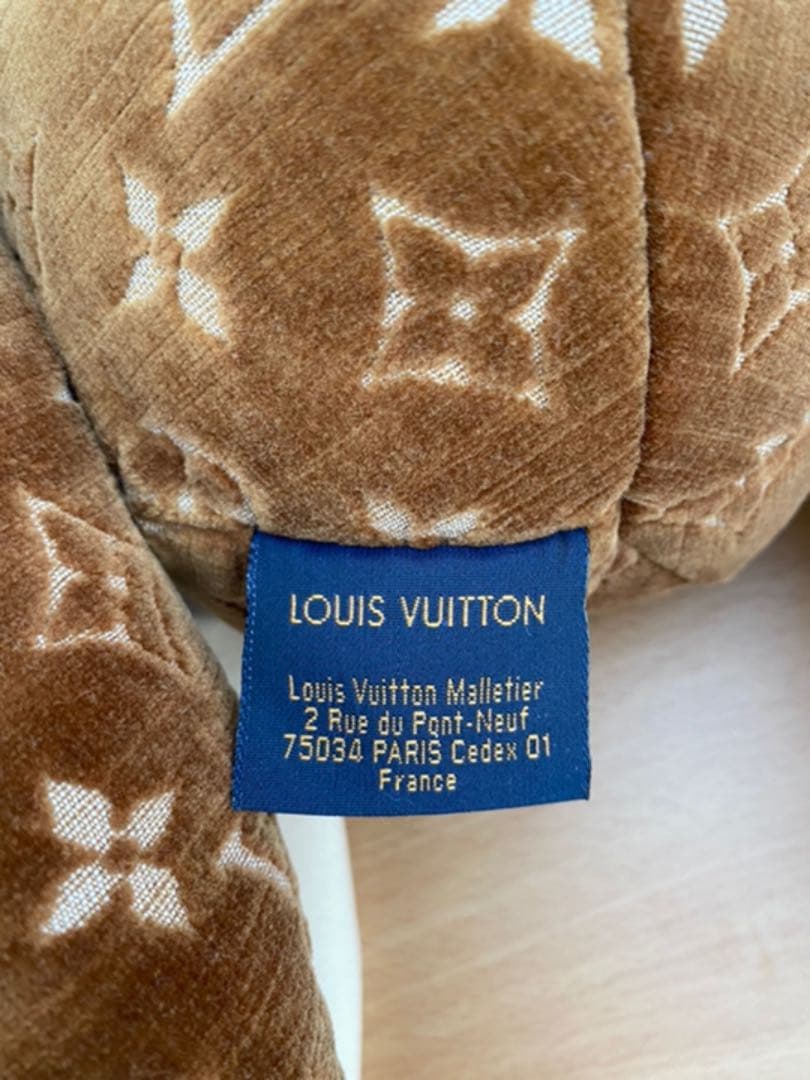 LOUIS VUITTON
Louis Vuitton Malletier
2 Rue du Pont-Neuf
75034 PARIS Cedex 01
France